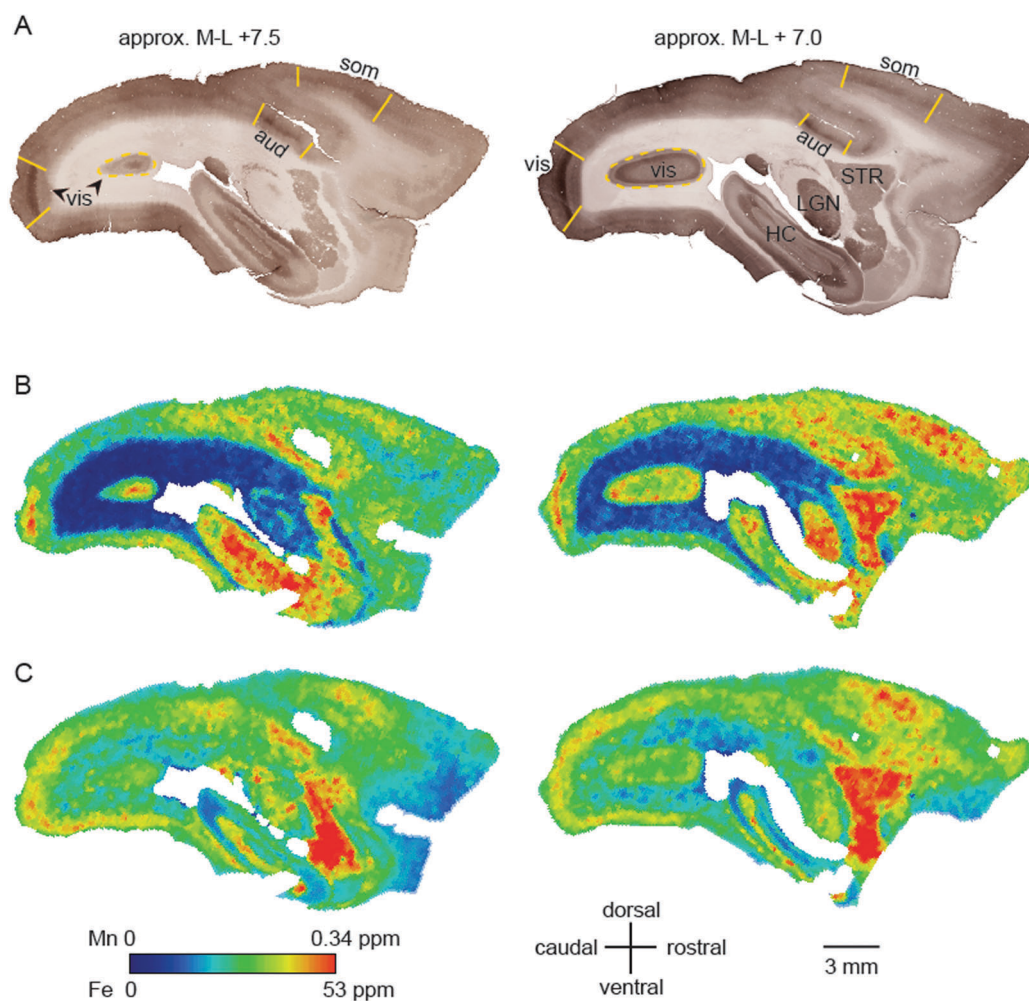 A
approx. M-L +7.5
approx. M-L + 7.0
som
som
aud
aud
vis
vis
vis
STR
LGN
HC
B
C
Mn 0 0.34 ppm
Fe 0 53 ppm
dorsal
caudal rostral
ventral
3 mm